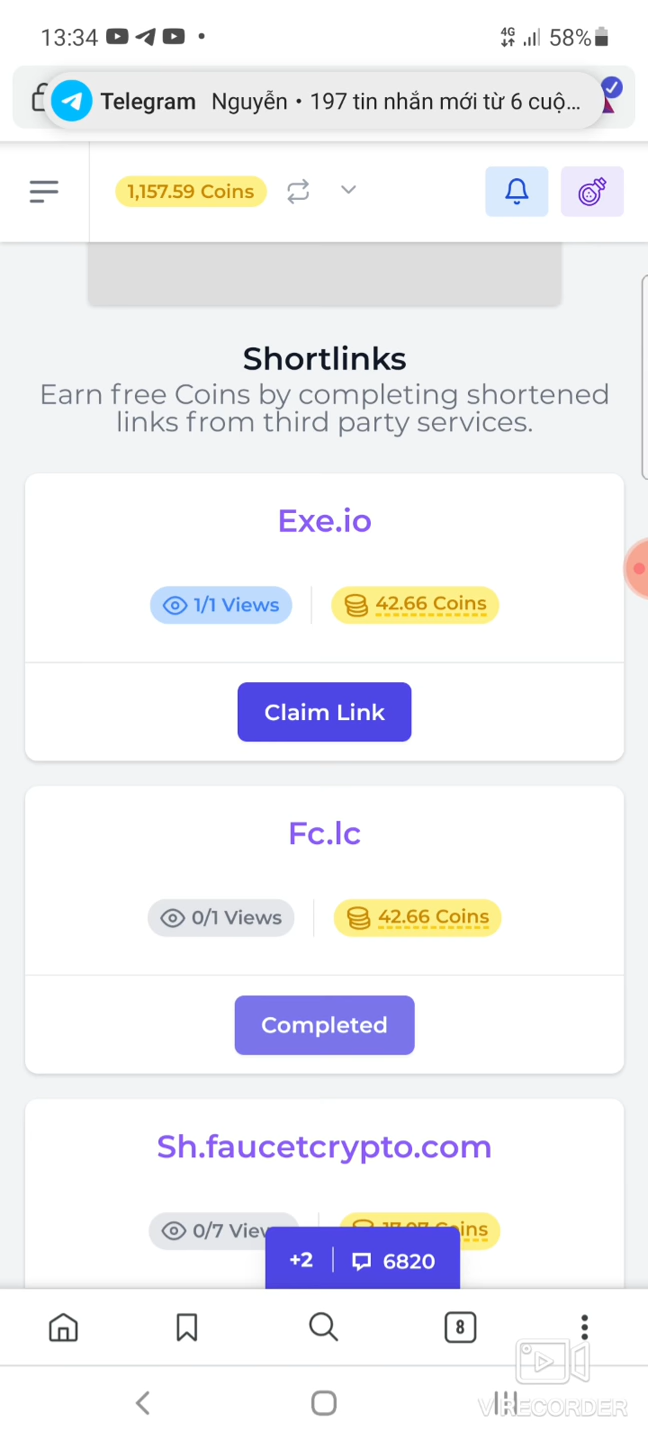 13:34
4G 58%
Telegram Nguyễn • 197 tin nhắn mới từ 6 cuộ...
1,157.59 Coins
Shortlinks
Earn free Coins by completing shortened
links from third party services.
Exe.io
1/1 Views 42.66 Coins
Claim Link
Fc.lc
0/1 Views 42.66 Coins
Completed
Sh.faucetcrypto.com
0/7 Coins
+2 6820
8
VIRECORDER